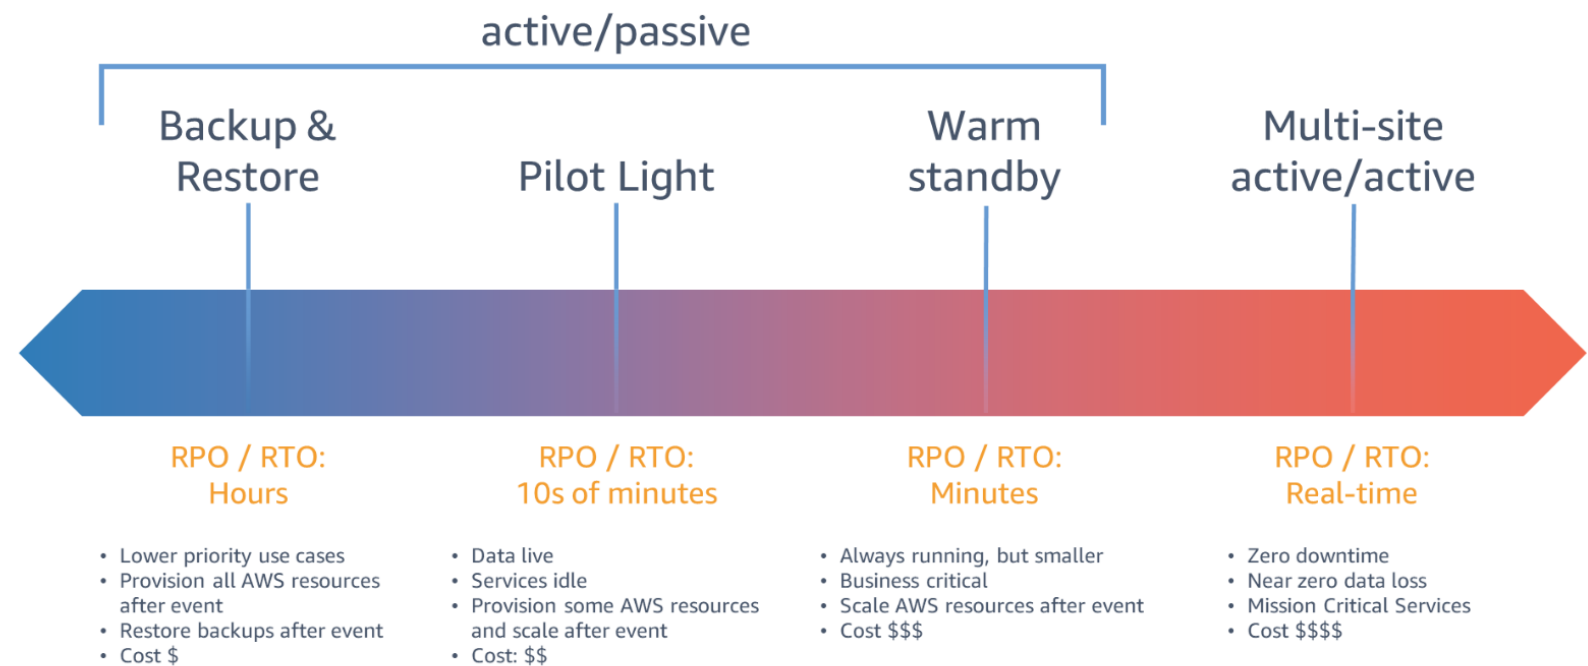 active/passive
Backup &
Restore
Pilot Light
Warm
standby
Multi-site
active/active
RPO / RTO:
Hours
RPO / RTO:
10s of minutes
RPO / RTO:
Minutes
RPO / RTO:
Real-time
• Lower priority use cases
• Provision all AWS resources
after event
• Restore backups after event
• Cost $
• Data live
• Services idle
• Provision some AWS resources
and scale after event
• Cost: $$
• Always running, but smaller
• Business critical
• Scale AWS resources after event
• Cost $$$
• Zero downtime
• Near zero data loss
• Mission Critical Services
• Cost $$$$